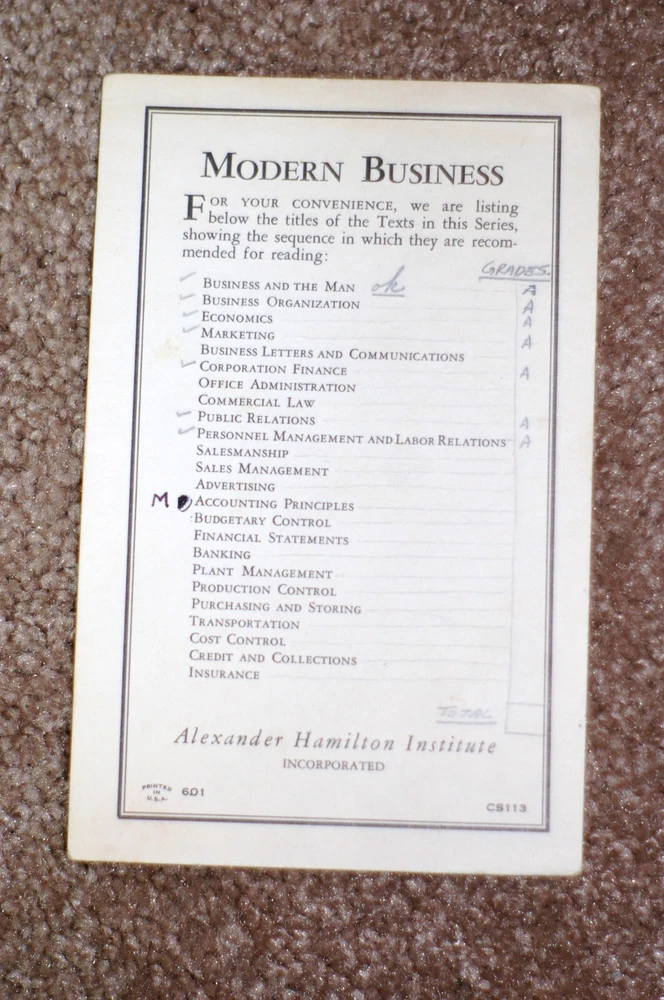 MODERN BUSINESS
FOR YOUR CONVENIENCE, we are listing
below the titles of the Texts in this Series,
showing the sequence in which they are recom-
mended for reading:
GRADES.
BUSINESS AND THE MAN ok A
BUSINESS ORGANIZATION A
ECONOMICS A
MARKETING A
BUSINESS LETTERS AND COMMUNICATIONS
CORPORATION FINANCE A
OFFICE ADMINISTRATION
COMMERCIAL LAW
PUBLIC RELATIONS A
PERSONNEL MANAGEMENT AND LABOR RELATIONS A
SALESMANSHIP
SALES MANAGEMENT
ADVERTISING
M ACCOUNTING PRINCIPLES
BUDGETARY CONTROL
FINANCIAL STATEMENTS
BANKING
PLANT MANAGEMENT
PRODUCTION CONTROL
PURCHASING AND STORING
TRANSPORTATION
COST CONTROL
CREDIT AND COLLECTIONS
INSURANCE
TOTAL
Alexander Hamilton Institute
INCORPORATED
PRINTED
IN
U.S.A.
601
CS113